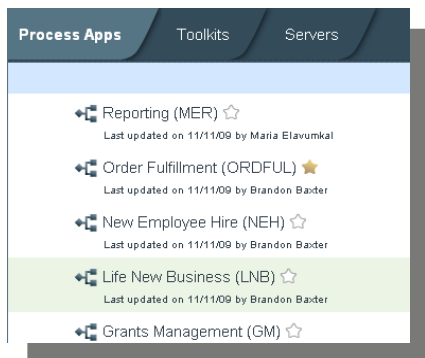 Process Apps Toolkits Servers
Reporting (MER)
Last updated on 11/11/09 by Maria Elavumkal
Order Fulfillment (ORDFUL)
Last updated on 11/11/09 by Brandon Baxter
New Employee Hire (NEH)
Last updated on 11/11/09 by Brandon Baxter
Life New Business (LNB)
Last updated on 11/11/09 by Brandon Baxter
Grants Management (GM)